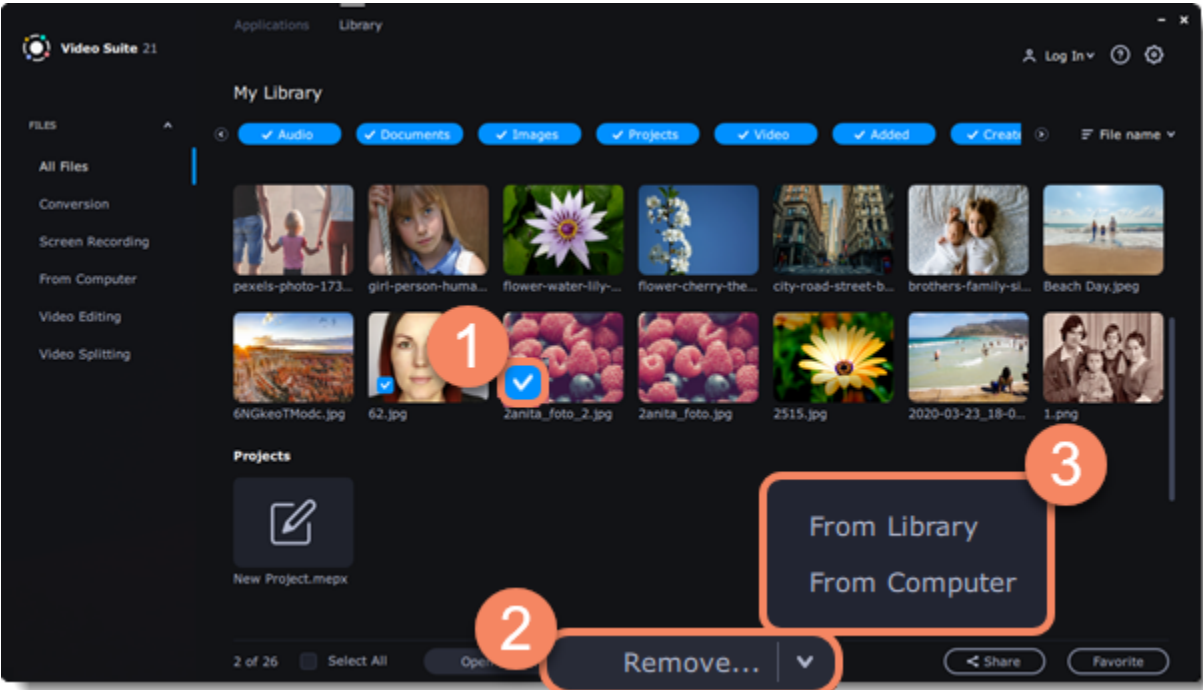 Applications Library
Video Suite 21
Log In
My Library
FILES
Audio Documents Images Projects Video Added File name
All Files
Conversion
Screen Recording
From Computer
Video Editing
Video Splitting
pexels-photo-173... girl-person-huma... flower-water-lily-... flower-cherry-the... city-road-street-b... brothers-family-si... Beach Day.jpeg
1
6NGkeoTModc.jpg 62.jpg 2anita_foto_2.jpg 2anita_foto.jpg 2515.jpg 2020-03-23_18-0... 1.png
Projects
3
From Library
From Computer
New Project.mepx
2
2 of 26 Select All Open Remove... Share Favorite